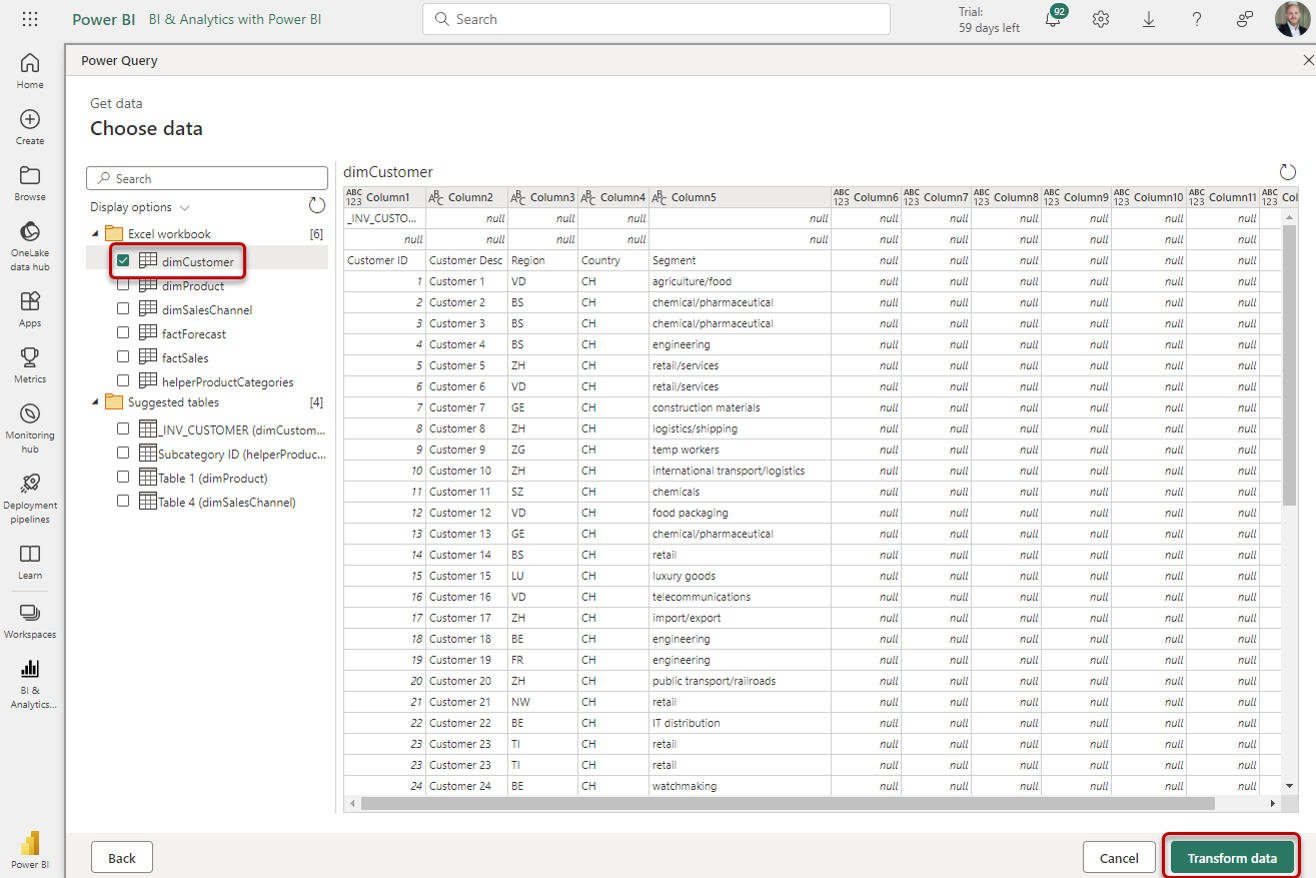 Power BI BI & Analytics with Power BI
Search
Trial:
59 days left
92
Power Query
Home
Create
Browse
OneLake
data hub
Apps
Metrics
Monitoring
hub
Deployment
pipelines
Learn
Workspaces
BI &
Analytics...
Power BI
Get data
Choose data
Search
Display options
Excel workbook [6]
dimCustomer
dimProduct
dimSalesChannel
factForecast
factSales
helperProductCategories
Suggested tables [4]
_INV_CUSTOMER (dimCustom...
Subcategory ID (helperProduc...
Table 1 (dimProduct)
Table 4 (dimSalesChannel)
dimCustomer
ABC 123 Column1 ABC Column2 ABC Column3 ABC Column4 ABC Column5 ABC 123 Column6 ABC 123 Column7 ABC 123 Column8 ABC 123 Column9 ABC 123 Column10 ABC 123 Column11 ABC 123 Col
_INV_CUSTO... null null null null null null null null null null
null null null null null null null null null null null
Customer ID Customer Desc Region Country Segment null null null null null null
1 Customer 1 VD CH agriculture/food null null null null null null
2 Customer 2 BS CH chemical/pharmaceutical null null null null null null
3 Customer 3 BS CH chemical/pharmaceutical null null null null null null
4 Customer 4 BS CH engineering null null null null null null
5 Customer 5 ZH CH retail/services null null null null null null
6 Customer 6 VD CH retail/services null null null null null null
7 Customer 7 GE CH construction materials null null null null null null
8 Customer 8 ZH CH logistics/shipping null null null null null null
9 Customer 9 ZG CH temp workers null null null null null null
10 Customer 10 ZH CH international transport/logistics null null null null null null
11 Customer 11 SZ CH chemicals null null null null null null
12 Customer 12 VD CH food packaging null null null null null null
13 Customer 13 GE CH chemical/pharmaceutical null null null null null null
14 Customer 14 BS CH retail null null null null null null
15 Customer 15 LU CH luxury goods null null null null null null
16 Customer 16 VD CH telecommunications null null null null null null
17 Customer 17 ZH CH import/export null null null null null null
18 Customer 18 BE CH engineering null null null null null null
19 Customer 19 FR CH engineering null null null null null null
20 Customer 20 ZH CH public transport/railroads null null null null null null
21 Customer 21 NW CH retail null null null null null null
22 Customer 22 BE CH IT distribution null null null null null null
23 Customer 23 TI CH retail null null null null null null
23 Customer 23 TI CH retail null null null null null null
24 Customer 24 BE CH watchmaking null null null null null null
Back
Cancel
Transform data